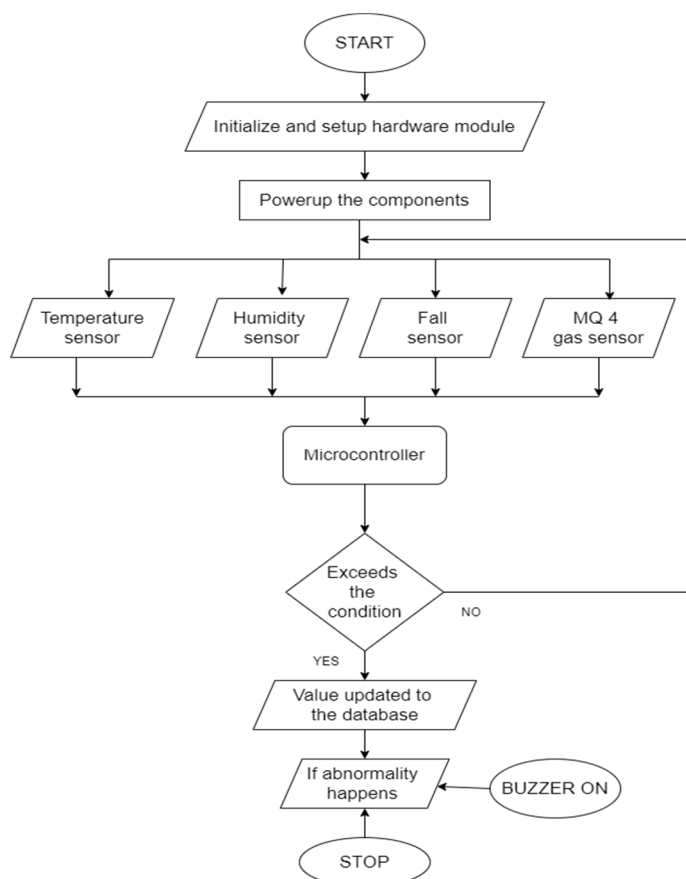 START
Initialize and setup hardware module
Powerup the components
Temperature
sensor
Humidity
sensor
Fall
sensor
MQ 4
gas sensor
Microcontroller
Exceeds
the
condition
NO
YES
Value updated to
the database
If abnormality
happens
BUZZER ON
STOP